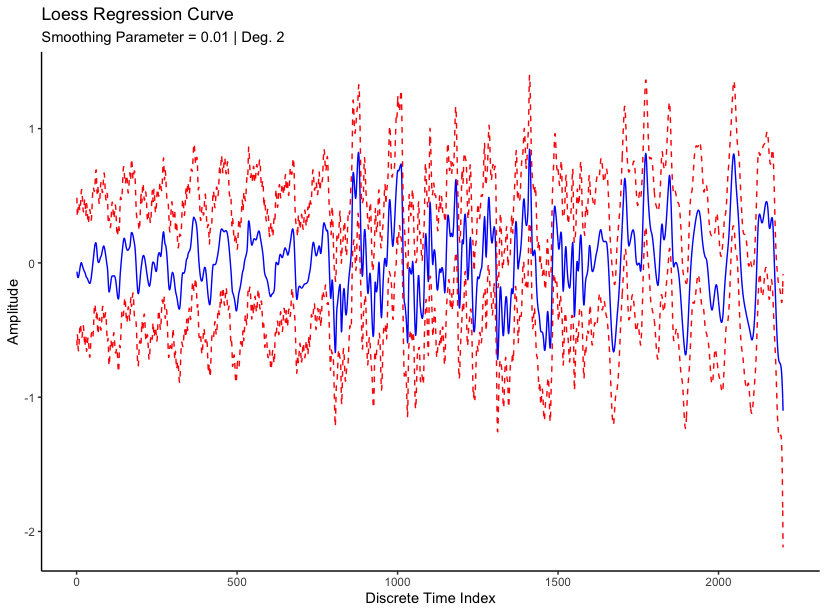 Loess Regression Curve
Smoothing Parameter = 0.01 | Deg. 2
Amplitude
1
0
-1
-2
0 500 1000 1500 2000
Discrete Time Index